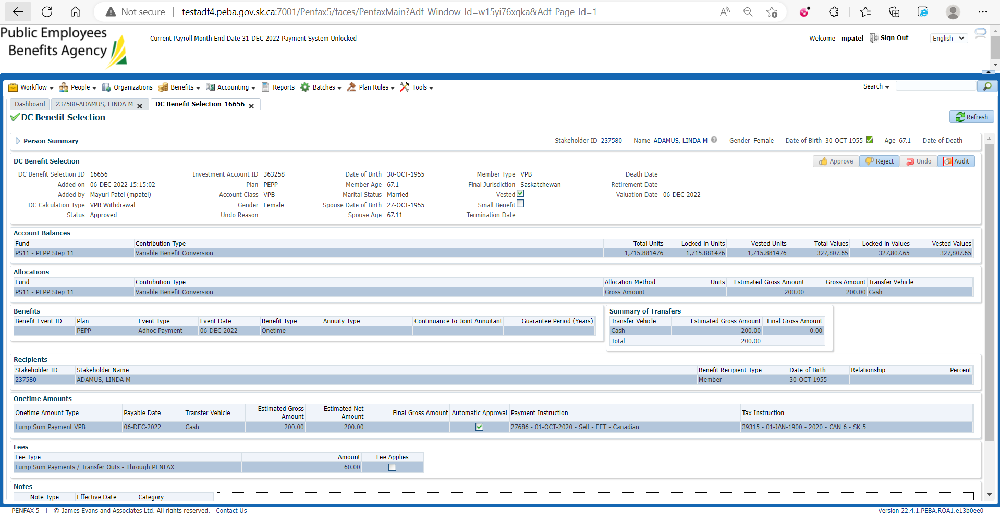 Not secure | testadf4.peba.gov.sk.ca:7001/Penfax5/faces/PenfaxMain?Adf-Window-Id=w15yi76xqka&Adf-Page-Id=1
Public Employees
Benefits Agency
Current Payroll Month End Date 31-DEC-2022 Payment System Unlocked
Welcome mpatel Sign Out English
Workflow People Organizations Benefits Accounting Reports Batches Plan Rules Tools Search
Dashboard 237580-ADAMUS, LINDA M DC Benefit Selection-16656
DC Benefit Selection Refresh
Person Summary Stakeholder ID 237580 Name ADAMUS, LINDA M Gender Female Date of Birth 30-OCT-1955 Age 67.1 Date of Death
DC Benefit Selection Approve Reject Undo Audit
DC Benefit Selection ID 16656 Investment Account ID 363258 Date of Birth 30-OCT-1955 Member Type VPB Death Date
Added on 06-DEC-2022 15:15:02 Plan PEPP Member Age 67.1 Final Jurisdiction Saskatchewan Retirement Date
Added by Mayuri Patel (mpatel) Account Class VPB Marital Status Married Vested Valuation Date 06-DEC-2022
DC Calculation Type VPB Withdrawal Gender Female Spouse Date of Birth 27-OCT-1955 Small Benefit
Status Approved Undo Reason Spouse Age 67.11 Termination Date
Account Balances
Fund Contribution Type Total Units Locked-in Units Vested Units Total Values Locked-in Values Vested Values
PS11 - PEPP Step 11 Variable Benefit Conversion 1,715.881476 1,715.881476 1,715.881476 327,807.65 327,807.65 327,807.65
Allocations
Fund Contribution Type Allocation Method Units Estimated Gross Amount Gross Amount Transfer Vehicle
PS11 - PEPP Step 11 Variable Benefit Conversion Gross Amount 200.00 200.00 Cash
Benefits
Benefit Event ID Plan Event Type Event Date Benefit Type Annuity Type Continuance to Joint Annuitant Guarantee Period (Years)
PEPP Adhoc Payment 06-DEC-2022 Onetime
Summary of Transfers
Transfer Vehicle Estimated Gross Amount Final Gross Amount
Cash 200.00 0.00
Total 200.00
Recipients
Stakeholder ID Stakeholder Name Benefit Recipient Type Date of Birth Relationship Percent
237580 ADAMUS, LINDA M Member 30-OCT-1955
Onetime Amounts
Onetime Amount Type Payable Date Transfer Vehicle Estimated Gross Amount Estimated Net Amount Final Gross Amount Automatic Approval Payment Instruction Tax Instruction
Lump Sum Payment VPB 06-DEC-2022 Cash 200.00 200.00 27686 - 01-OCT-2020 - Self - EFT - Canadian 39315 - 01-JAN-1900 - 2020 - CAN 6 - SK 5
Fees
Fee Type Amount Fee Applies
Lump Sum Payments / Transfer Outs - Through PENFAX 60.00
Notes
Note Type Effective Date Category
PENFAX 5 | © James Evans and Associates Ltd. All rights reserved. Contact Us Version 22.4.1.PEBA.ROA1.e13b0ee0